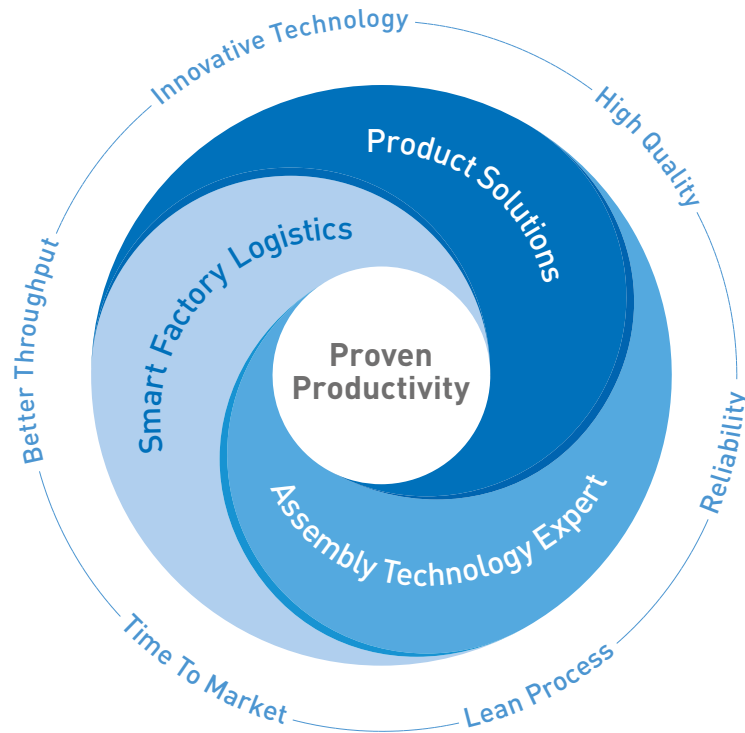 Innovative Technology
High Quality
Reliability
Lean Process
Time To Market
Better Throughput
Product Solutions
Smart Factory Logistics
Assembly Technology Expert
Proven
Productivity